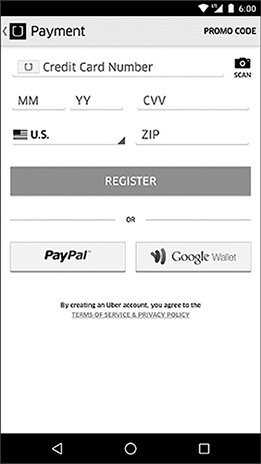 6:00
Payment
PROMO CODE
Credit Card Number
SCAN
MM YY CVV
U.S. ZIP
REGISTER
OR
PayPal™ Google Wallet
By creating an Uber account, you agree to the
TERMS OF SERVICE & PRIVACY POLICY